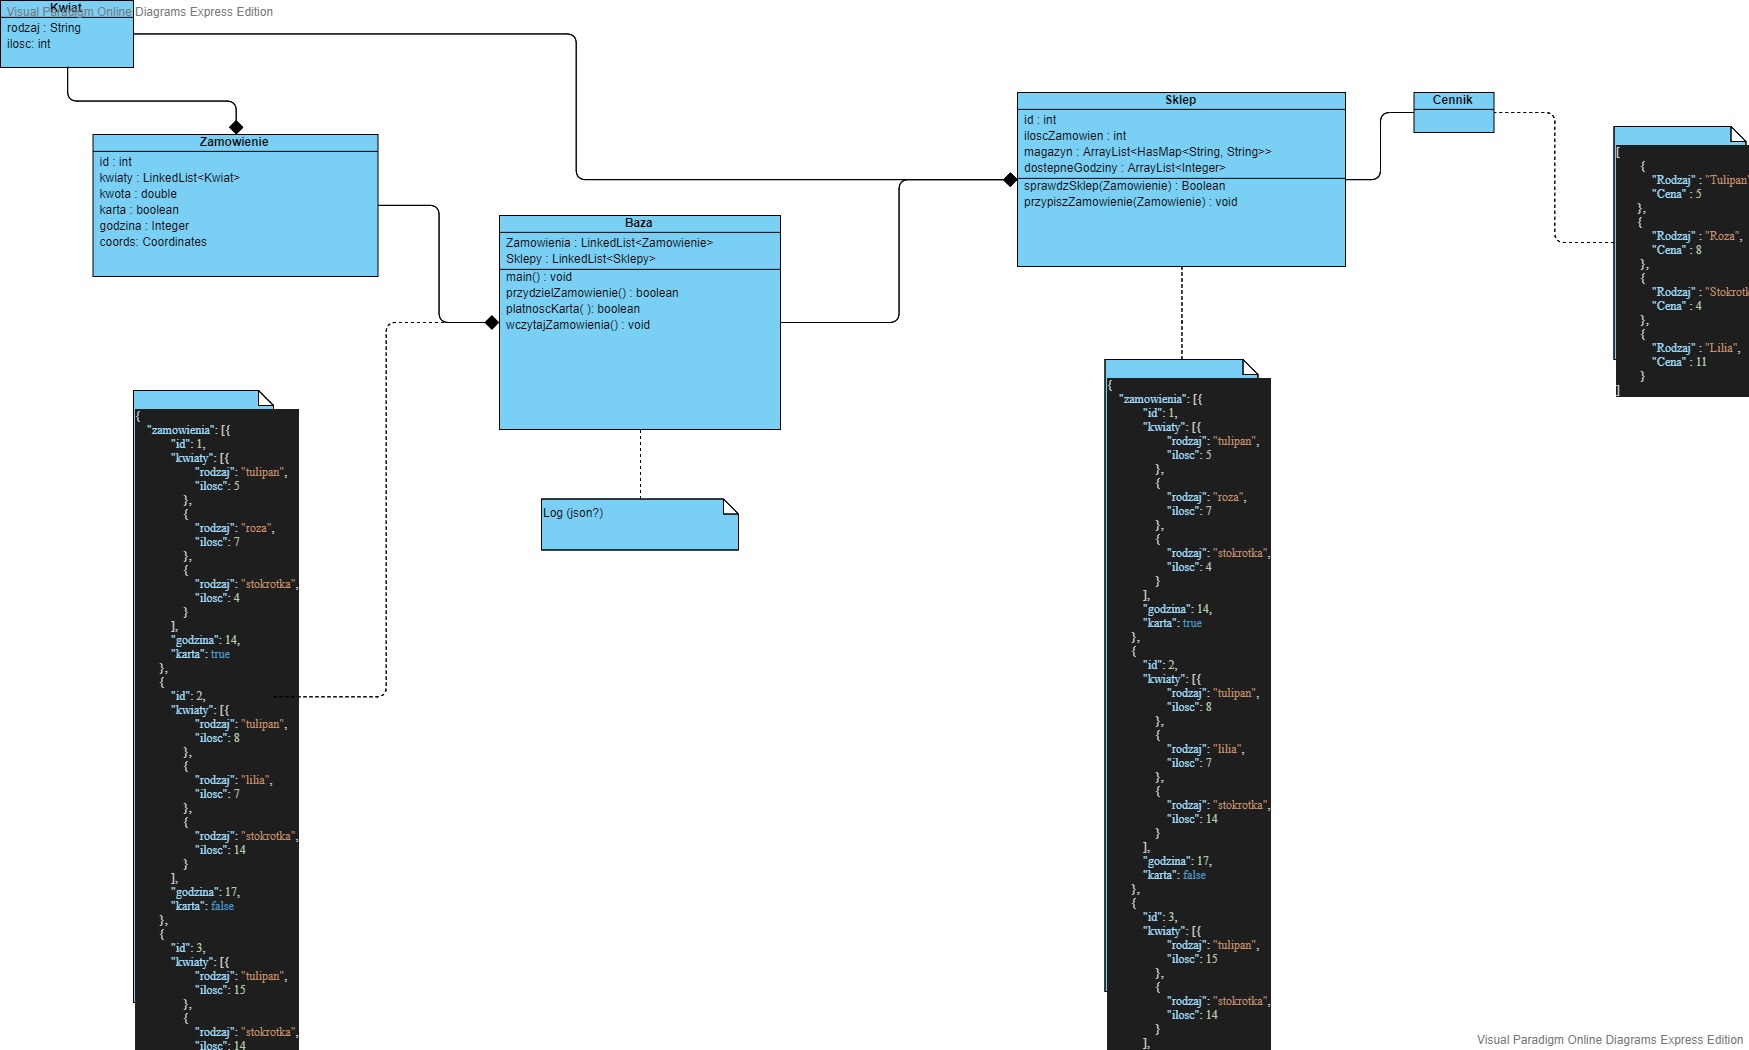 Visual Paradigm Online Diagrams Express Edition
Kwiat
rodzaj : String
ilosc: int
Zamowienie
id : int
kwiaty : LinkedList<Kwiat>
kwota : double
karta : boolean
godzina : Integer
coords: Coordinates
Baza
Zamowienia : LinkedList<Zamowienie>
Sklepy : LinkedList<Sklepy>
main() : void
przydzielZamowienie() : boolean
platnoscKarta( ): boolean
wczytajZamowienia() : void
Log (json?)
Sklep
id : int
iloscZamowien : int
magazyn : ArrayList<HasMap<String, String>>
dostepneGodziny : ArrayList<Integer>
sprawdzSklep(Zamowienie) : Boolean
przypiszZamowienie(Zamowienie) : void
Cennik
[
{
"Rodzaj" : "Tulipan"
"Cena" : 5
},
{
"Rodzaj" : "Roza",
"Cena" : 8
},
{
"Rodzaj" : "Stokrotk
"Cena" : 4
},
{
"Rodzaj" : "Lilia",
"Cena" : 11
}
]
{
"zamowienia": [{
"id": 1,
"kwiaty": [{
"rodzaj": "tulipan",
"ilosc": 5
},
{
"rodzaj": "roza",
"ilosc": 7
},
{
"rodzaj": "stokrotka",
"ilosc": 4
}
],
"godzina": 14,
"karta": true
},
{
"id": 2,
"kwiaty": [{
"rodzaj": "tulipan",
"ilosc": 8
},
{
"rodzaj": "lilia",
"ilosc": 7
},
{
"rodzaj": "stokrotka",
"ilosc": 14
}
],
"godzina": 17,
"karta": false
},
{
"id": 3,
"kwiaty": [{
"rodzaj": "tulipan",
"ilosc": 15
},
{
"rodzaj": "stokrotka",
"ilosc": 14
{
"zamowienia": [{
"id": 1,
"kwiaty": [{
"rodzaj": "tulipan",
"ilosc": 5
},
{
"rodzaj": "roza",
"ilosc": 7
},
{
"rodzaj": "stokrotka",
"ilosc": 4
}
],
"godzina": 14,
"karta": true
},
{
"id": 2,
"kwiaty": [{
"rodzaj": "tulipan",
"ilosc": 8
},
{
"rodzaj": "lilia",
"ilosc": 7
},
{
"rodzaj": "stokrotka",
"ilosc": 14
}
],
"godzina": 17,
"karta": false
},
{
"id": 3,
"kwiaty": [{
"rodzaj": "tulipan",
"ilosc": 15
},
{
"rodzaj": "stokrotka",
"ilosc": 14
}
],
Visual Paradigm Online Diagrams Express Edition